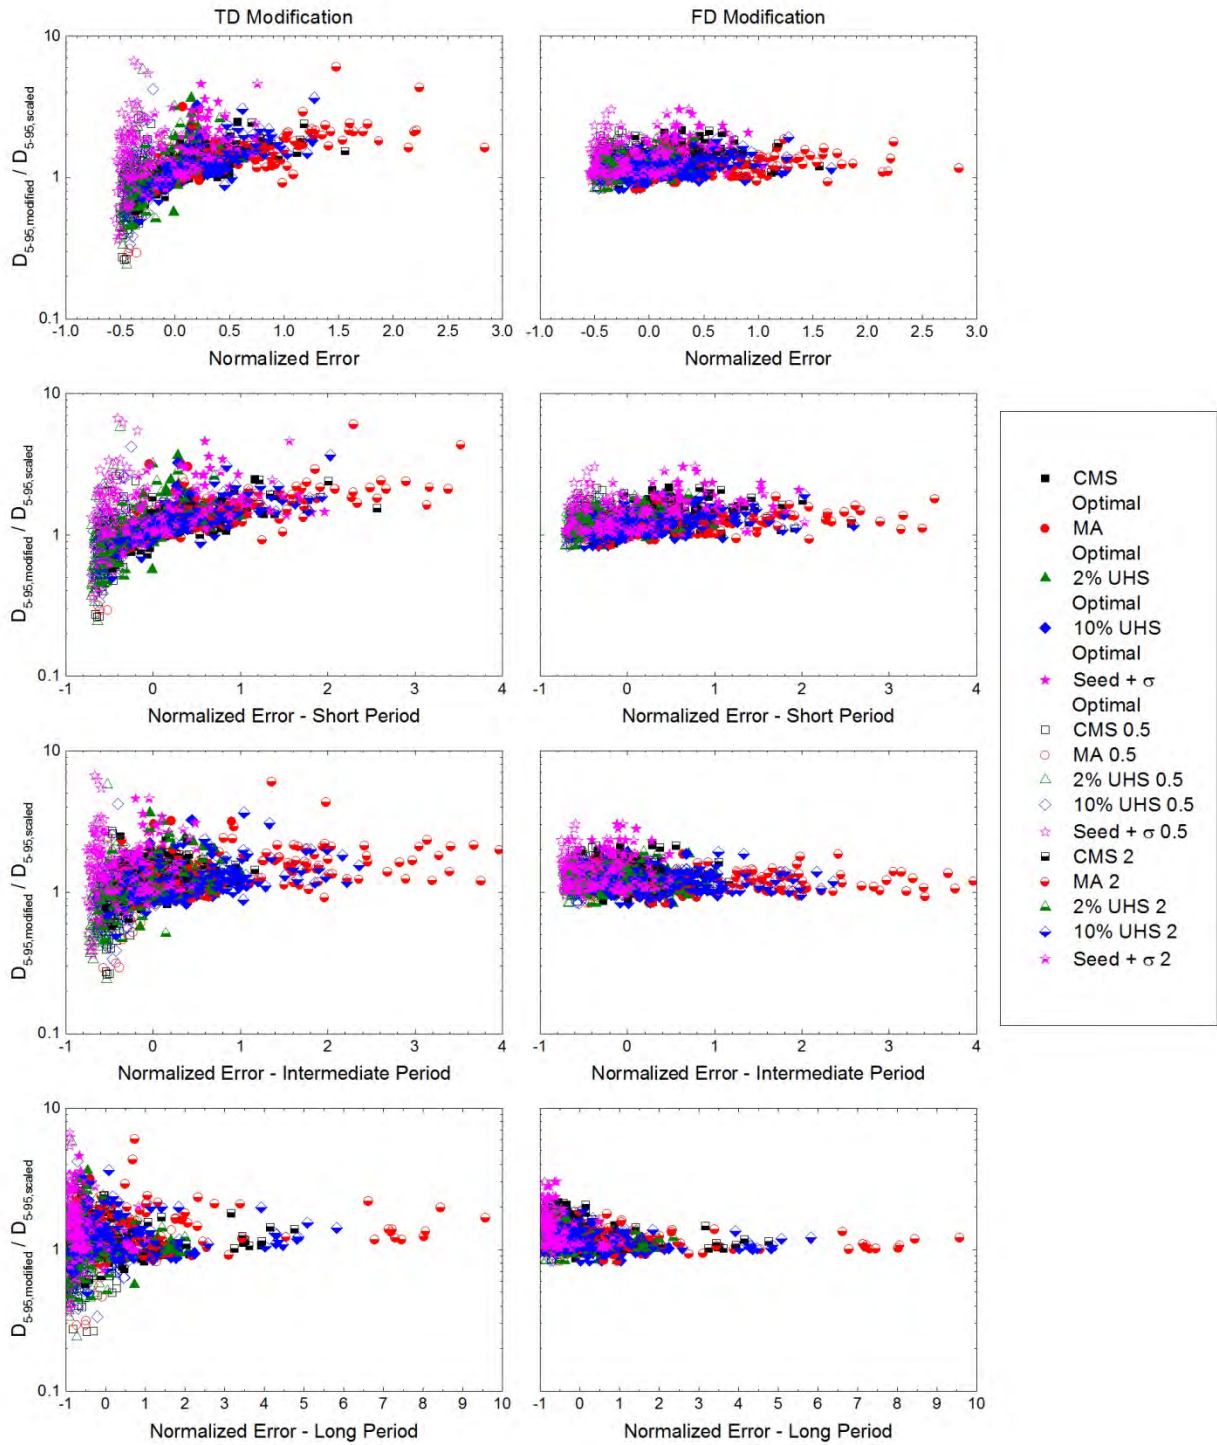 TD Modification
FD Modification
10
1
0.1
D5-95,modified / D5-95,scaled
-1.0 -0.5 0.0 0.5 1.0 1.5 2.0 2.5 3.0
Normalized Error
-1.0 -0.5 0.0 0.5 1.0 1.5 2.0 2.5 3.0
Normalized Error
10
1
0.1
D5-95,modified / D5-95,scaled
-1 0 1 2 3 4
Normalized Error - Short Period
-1 0 1 2 3 4
Normalized Error - Short Period
10
1
0.1
D5-95,modified / D5-95,scaled
-1 0 1 2 3 4
Normalized Error - Intermediate Period
-1 0 1 2 3 4
Normalized Error - Intermediate Period
10
1
0.1
D5-95,modified / D5-95,scaled
-1 0 1 2 3 4 5 6 7 8 9 10
Normalized Error - Long Period
-1 0 1 2 3 4 5 6 7 8 9 10
Normalized Error - Long Period
CMS
Optimal
MA
Optimal
2% UHS
Optimal
10% UHS
Optimal
Seed + σ
Optimal
CMS 0.5
MA 0.5
2% UHS 0.5
10% UHS 0.5
Seed + σ 0.5
CMS 2
MA 2
2% UHS 2
10% UHS 2
Seed + σ 2